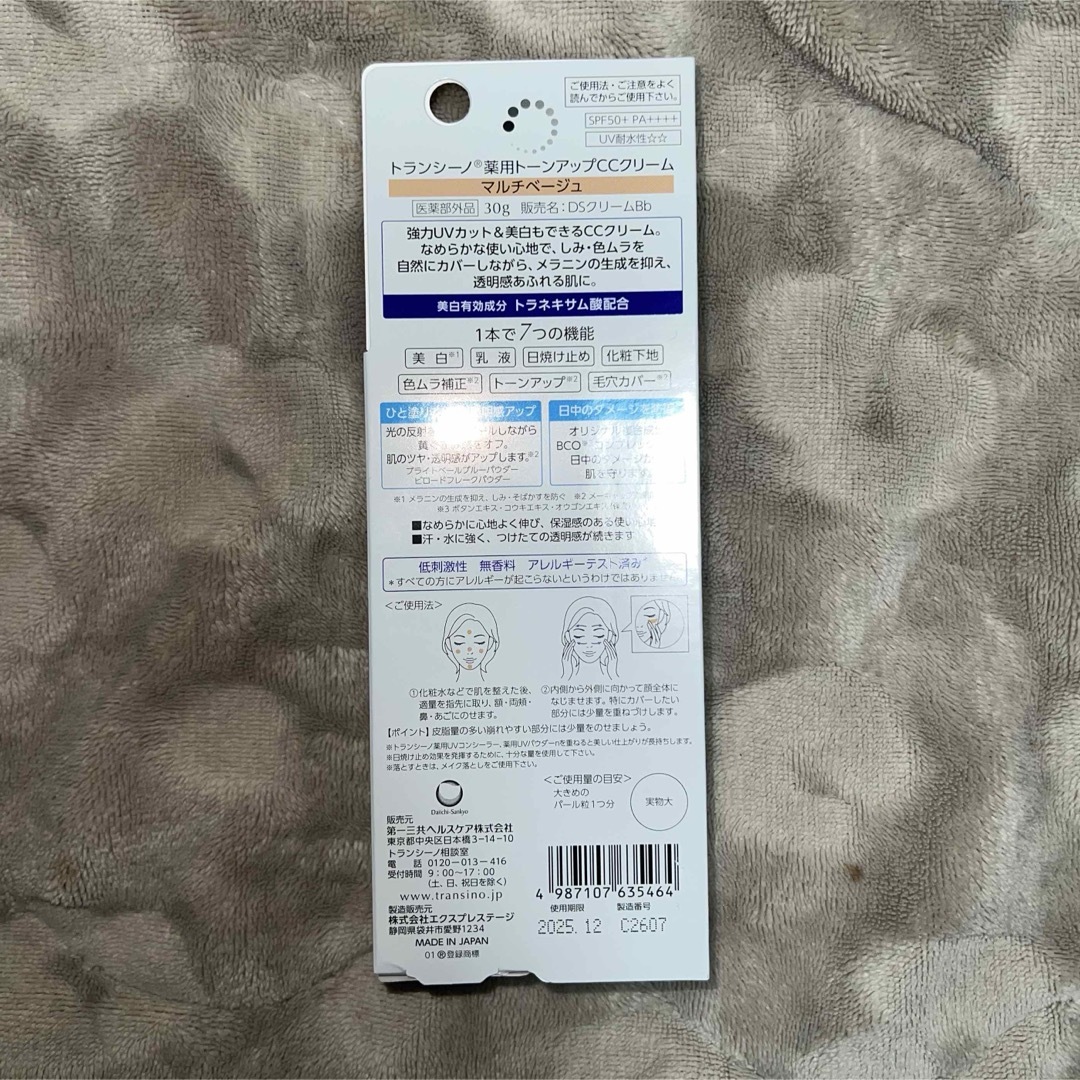 ご使用法・ご注意をよく
読んでからご使用下さい。
SPF50+ PA++++
UV耐水性☆☆
トランシーノ®薬用トーンアップCCクリーム
マルチベージュ
医薬部外品 30g 販売名:DSクリームBb
強力UVカット&美白もできるCCクリーム。
なめらかな使い心地で、しみ・色ムラを
自然にカバーしながら、メラニンの生成を抑え、
透明感あふれる肌に。
美白有効成分 トラネキサム酸配合
1本で7つの機能
美白※1 乳液 日焼け止め 化粧下地
色ムラ補正※2 トーンアップ※2 毛穴カバー※2
ひと塗り 明感アップ
光の反射 ルしながら
をオフ。
肌のツヤ・透明感がアップします。※2
ブライトペールブルーパウダー
ピロードフレークパウダー
日中のダメージを
オリジナル
BCO
日中のダメージ
肌を守ります
※1 メラニンの生成を抑え、しみ・そばかすを防ぐ ※2 メー
※3 ボタンエキス・コウキエキス・オウゴンエキス
■なめらかに心地よく伸び、保湿感のある使い心地
■汗・水に強く、つけたての透明感が続きます
低刺激性 無香料 アレルギーテスト済み*
*すべての方にアレルギーが起こらないというわけではありません
<ご使用法>
①化粧水などで肌を整えた後、
適量を指先に取り、額・両頬・
鼻・あごにのせます。
②内側から外側に向かって顔全体に
なじませます。特にカバーしたい
部分には少量を重ねづけします。
【ポイント】皮脂量の多い崩れやすい部分には少量をのせましょう。
※トランシーノ薬用UVコンシーラー、薬用UVパウダーnを重ねると美しい仕上がりが長持ちします。
※日焼け止め効果を発揮するために、十分な量を使用して下さい。
※落とすときは、メイク落としをご使用下さい。
<ご使用量の目安>
大きめの
パール粒1つ分
実物大
Daiichi-Sankyo
販売元
第一三共ヘルスケア株式会社
東京都中央区日本橋3-14-10
トランシーノ相談室
電 話 0120-013-416
受付時間 9:00〜17:00
(土、日、祝日を除く)
www.transino.jp
製造販売元
株式会社エクスプレステージ
静岡県袋井市愛野1234
MADE IN JAPAN
01 ®登録商標
4 987107 635464
使用期限 製造番号
2025.12 C2607